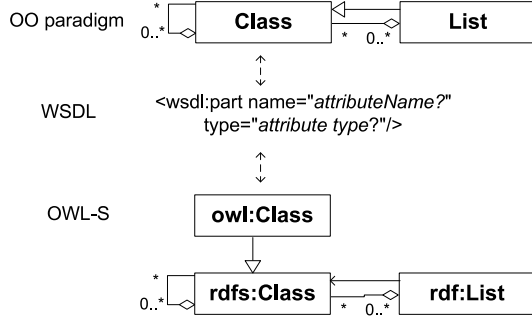 OO paradigm
*
0..*
Class
*
0..*
List
WSDL
<wsdl:part name="attributeName?"
type="attribute type?"/>
OWL-S
owl:Class
*
0..*
rdfs:Class
*
0..*
rdf:List